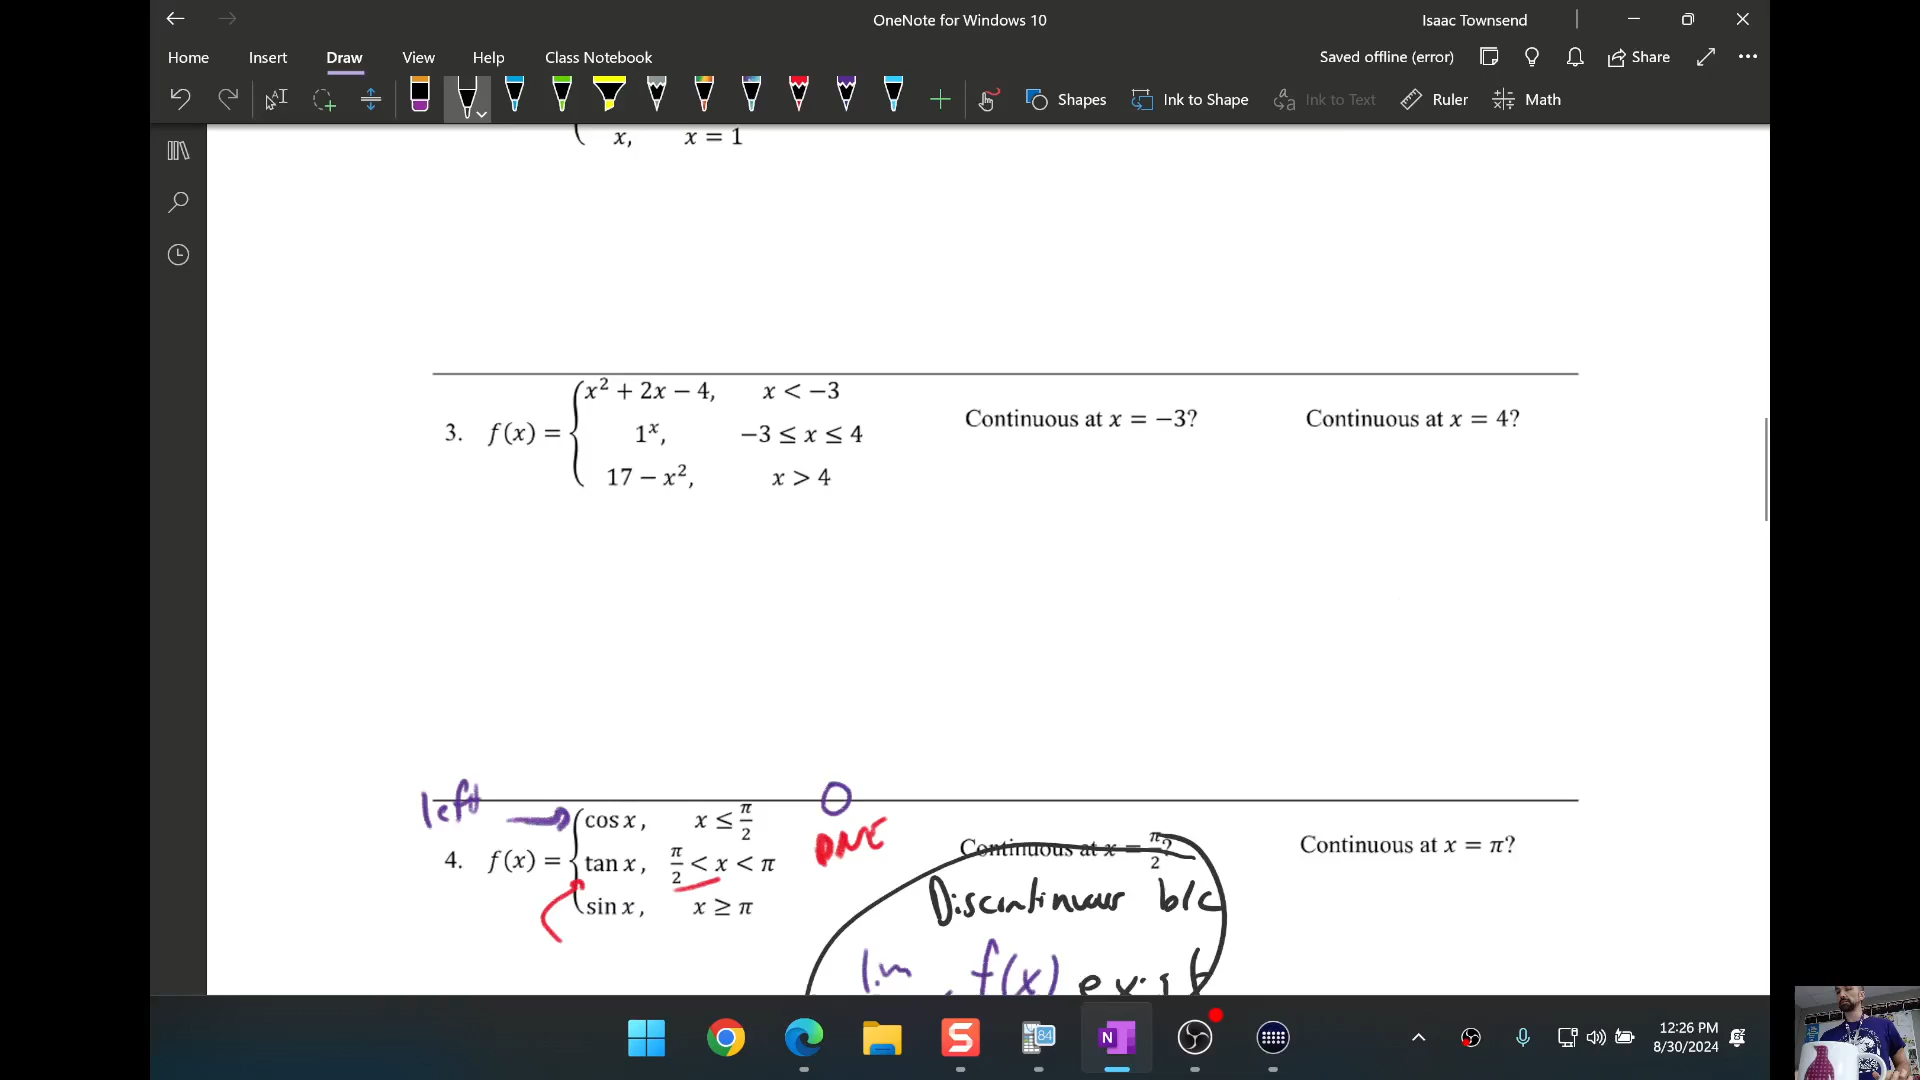 OneNote for Windows 10
Isaac Townsend
Home Insert Draw View Help Class Notebook
Saved offline (error) Share
Shapes Ink to Shape Ink to Text Ruler Math
x, x = 1
3. f(x) = { x² + 2x − 4, x < −3
1ˣ, −3 ≤ x ≤ 4
17 − x², x > 4
Continuous at x = −3?
Continuous at x = 4?
left
4. f(x) = { cos x, x ≤ π/2
tan x, π/2 < x < π
sin x, x ≥ π
DNE
Continuous at x = π/2?
Continuous at x = π?
Discontinuous b/c
lim f(x) exist
84
12:26 PM
8/30/2024